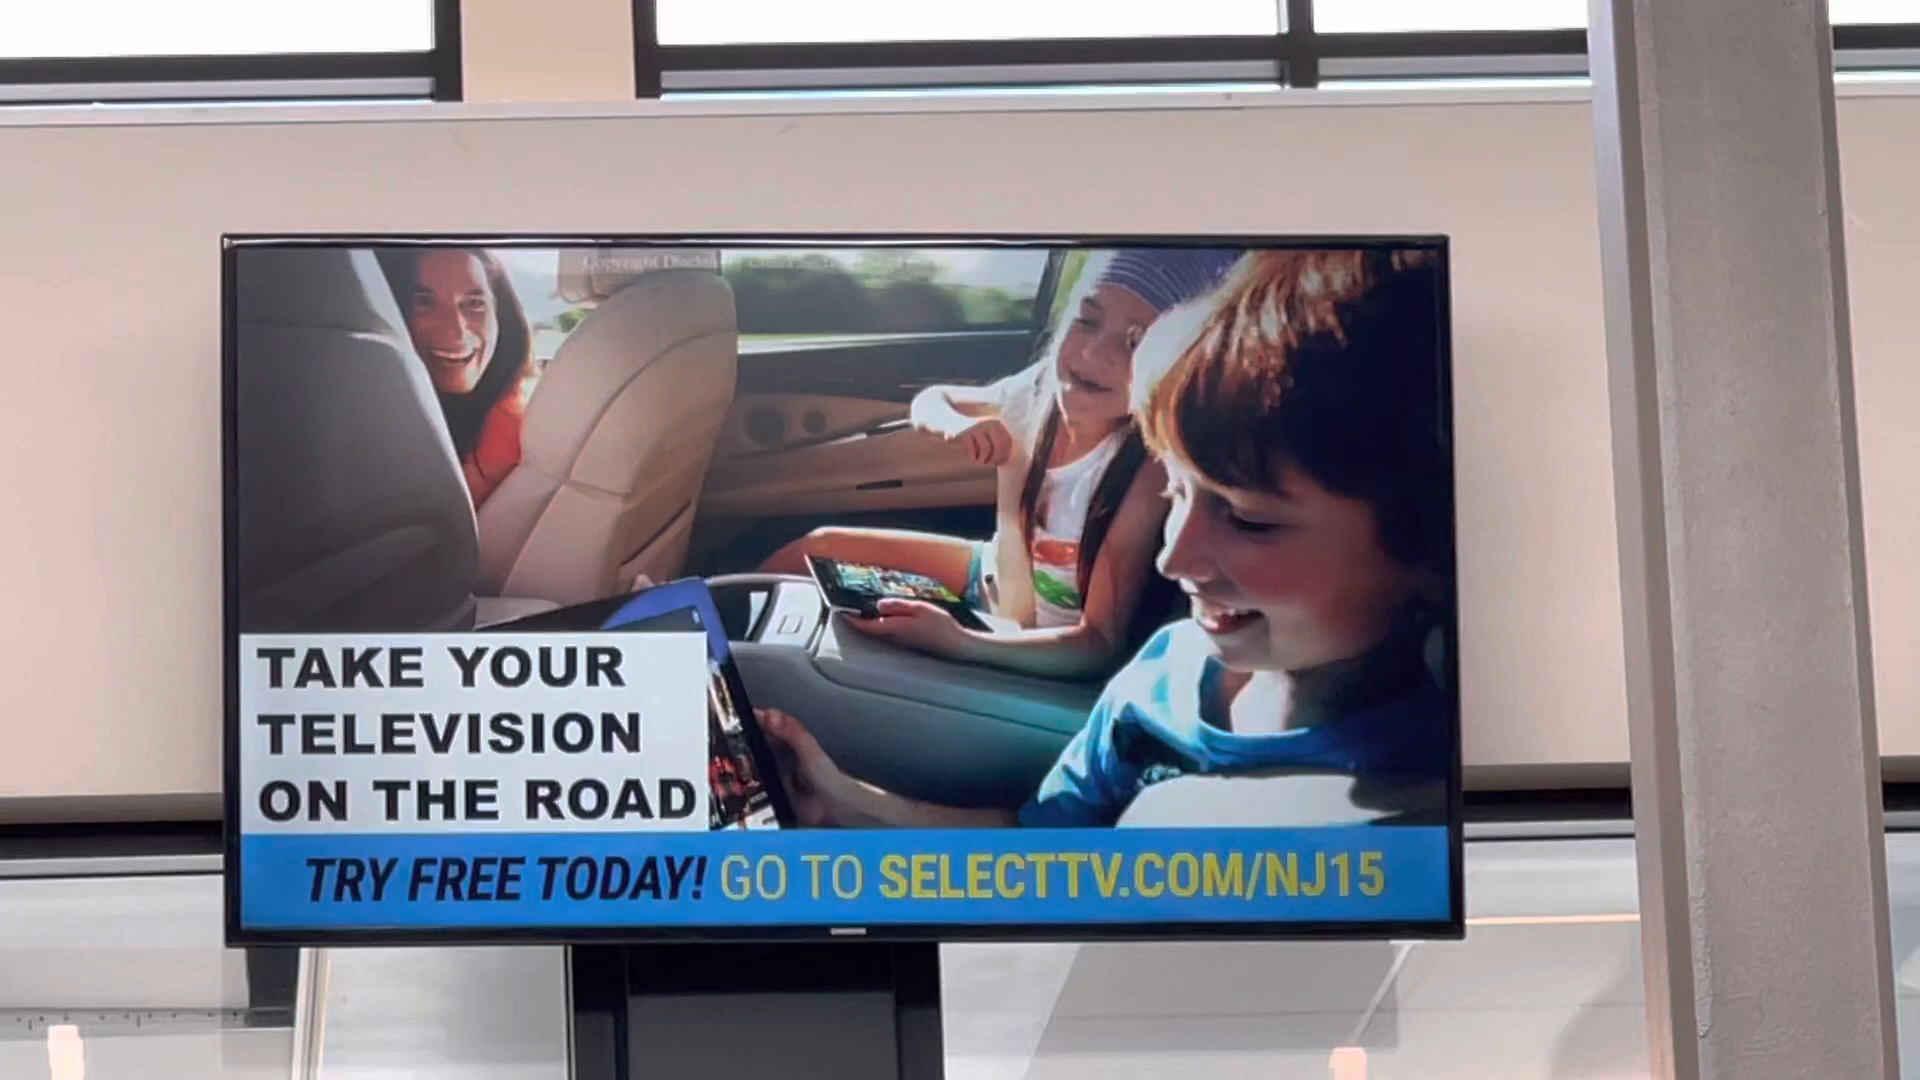 TAKE YOUR
TELEVISION
ON THE ROAD
TRY FREE TODAY! GO TO SELECTTV.COM/NJ15